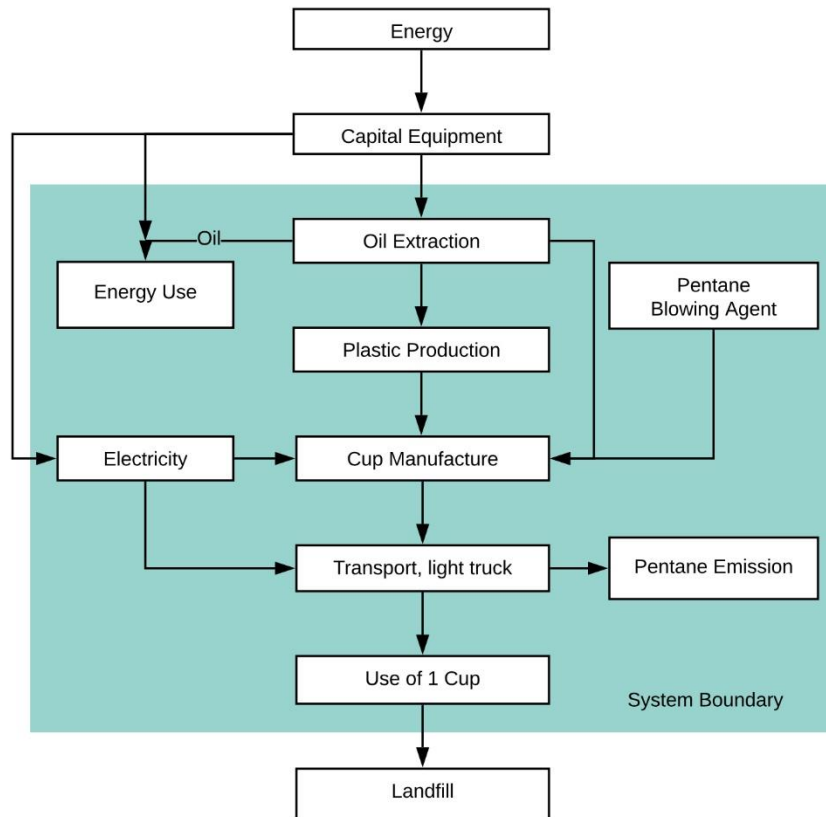 Energy
Capital Equipment
Oil
Oil Extraction
Energy Use
Pentane
Blowing Agent
Plastic Production
Electricity
Cup Manufacture
Transport, light truck
Pentane Emission
Use of 1 Cup
System Boundary
Landfill